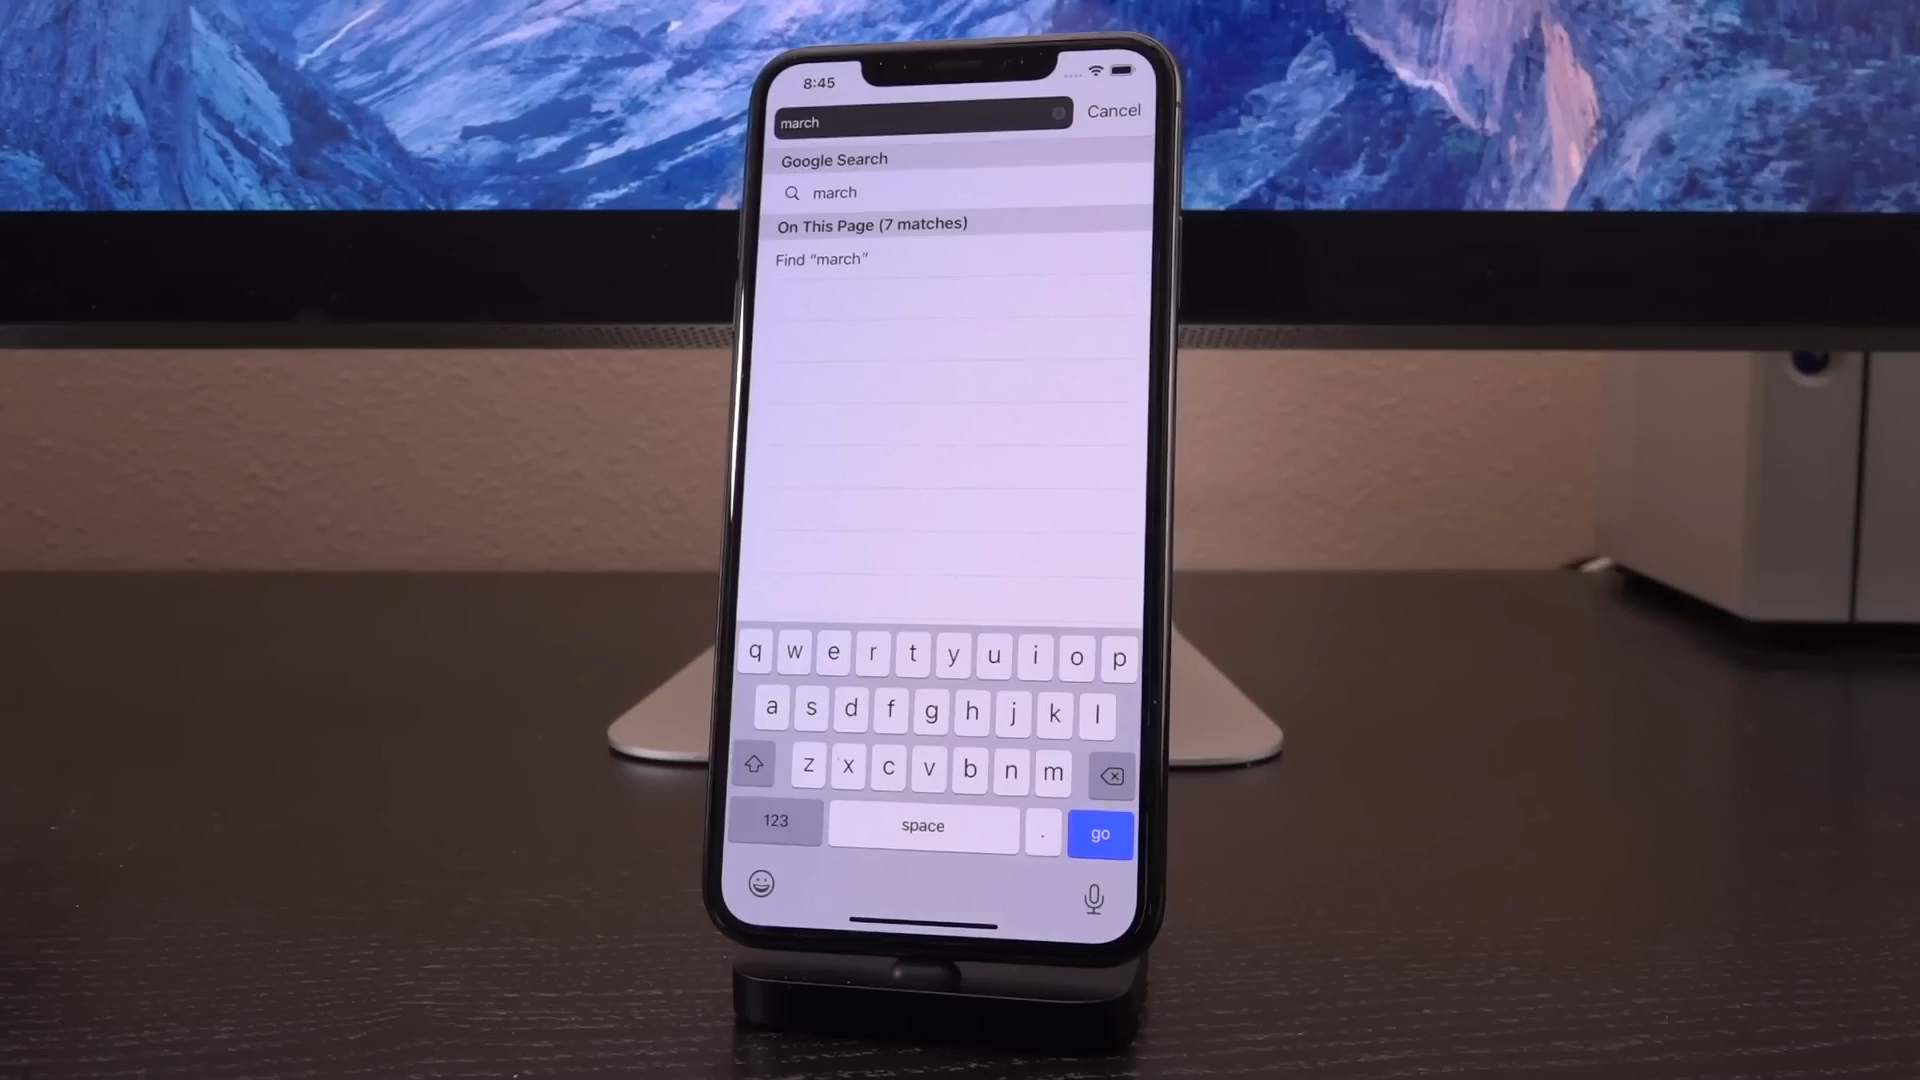 8:45
march
Cancel
Google Search
march
On This Page (7 matches)
Find “march”
q w e r t y u i o p
a s d f g h j k l
z x c v b n m
123 space . go